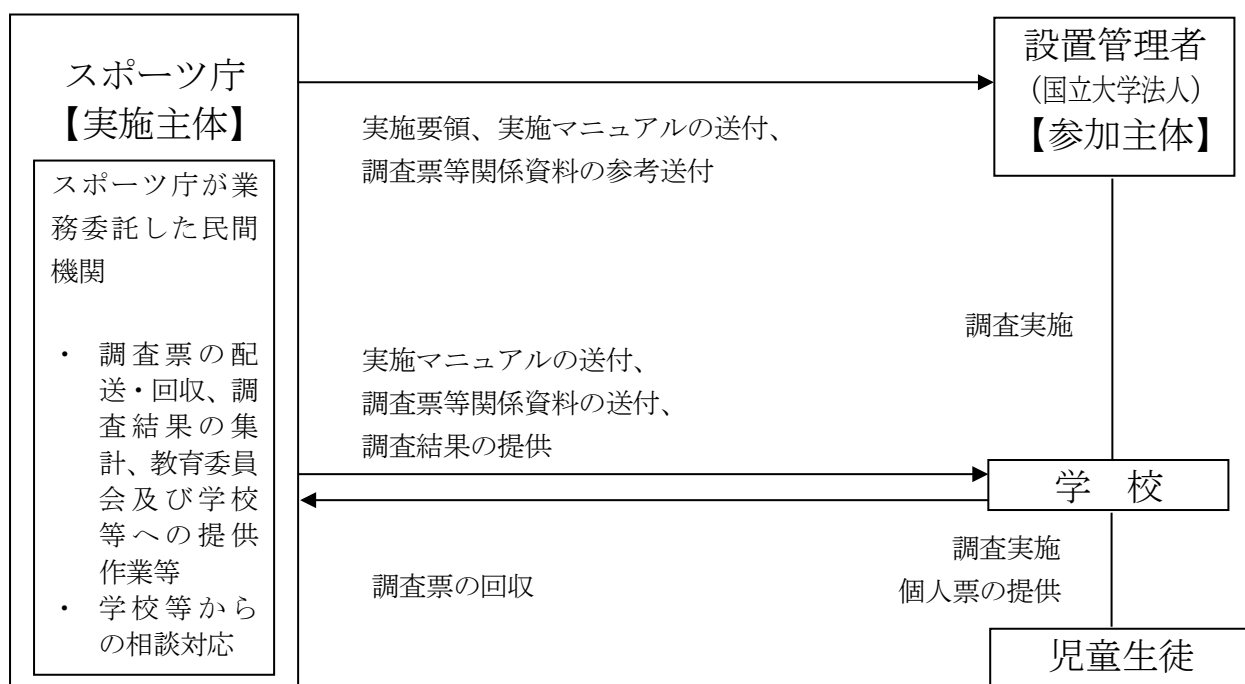 スポーツ庁
【実施主体】
スポーツ庁が業
務委託した民間
機関
・ 調査票の配
送・回収、調
査結果の集
計、教育委員
会及び学校
等への提供
作業等
・ 学校等から
の相談対応
実施要領、実施マニュアルの送付、
調査票等関係資料の参考送付
設置管理者
（国立大学法人）
【参加主体】
調査実施
実施マニュアルの送付、
調査票等関係資料の送付、
調査結果の提供
学 校
調査票の回収
調査実施
個人票の提供
児童生徒